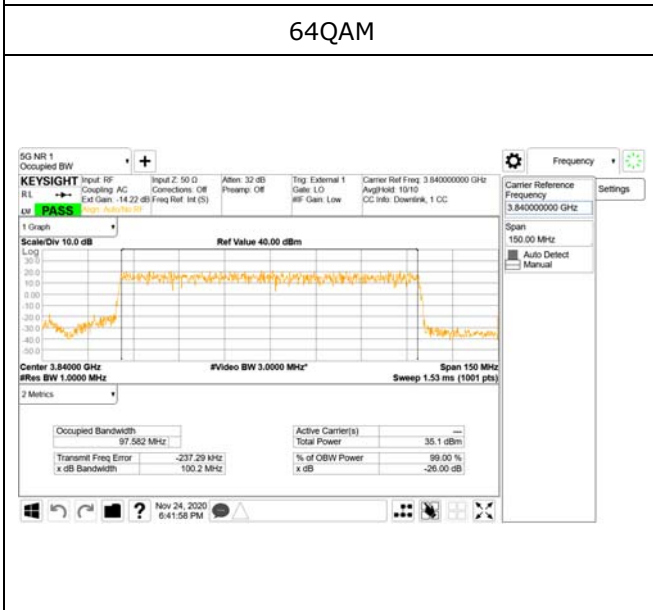 64QAM
5G NR 1
Occupied BW
Frequency
KEYSIGHT Input: RF Input Z: 50 Ω Atten: 32 dB Trig: External 1 Carrier Ref Freq: 3.840000000 GHz
RL Coupling: AC Corrections: Off Preamp: Off Gate: LO Avg|Hold: 10/10
Ext Gain: -14.22 dB Freq Ref: Int (S) #IF Gain: Low CC Info: Downlink, 1 CC
PASS Align: Auto/No RF
Carrier Reference
Frequency
3.840000000 GHz
Settings
Span
150.00 MHz
Auto Detect
Manual
1 Graph
Scale/Div 10.0 dB Ref Value 40.00 dBm
Log
30.0
20.0
10.0
0.00
-10.0
-20.0
-30.0
-40.0
-50.0
Center 3.84000 GHz #Video BW 3.0000 MHz* Span 150 MHz
#Res BW 1.0000 MHz Sweep 1.53 ms (1001 pts)
2 Metrics
Occupied Bandwidth Active Carrier(s) ---
97.582 MHz Total Power 35.1 dBm
Transmit Freq Error -237.29 kHz % of OBW Power 99.00 %
x dB Bandwidth 100.2 MHz x dB -26.00 dB
Nov 24, 2020
6:41:58 PM